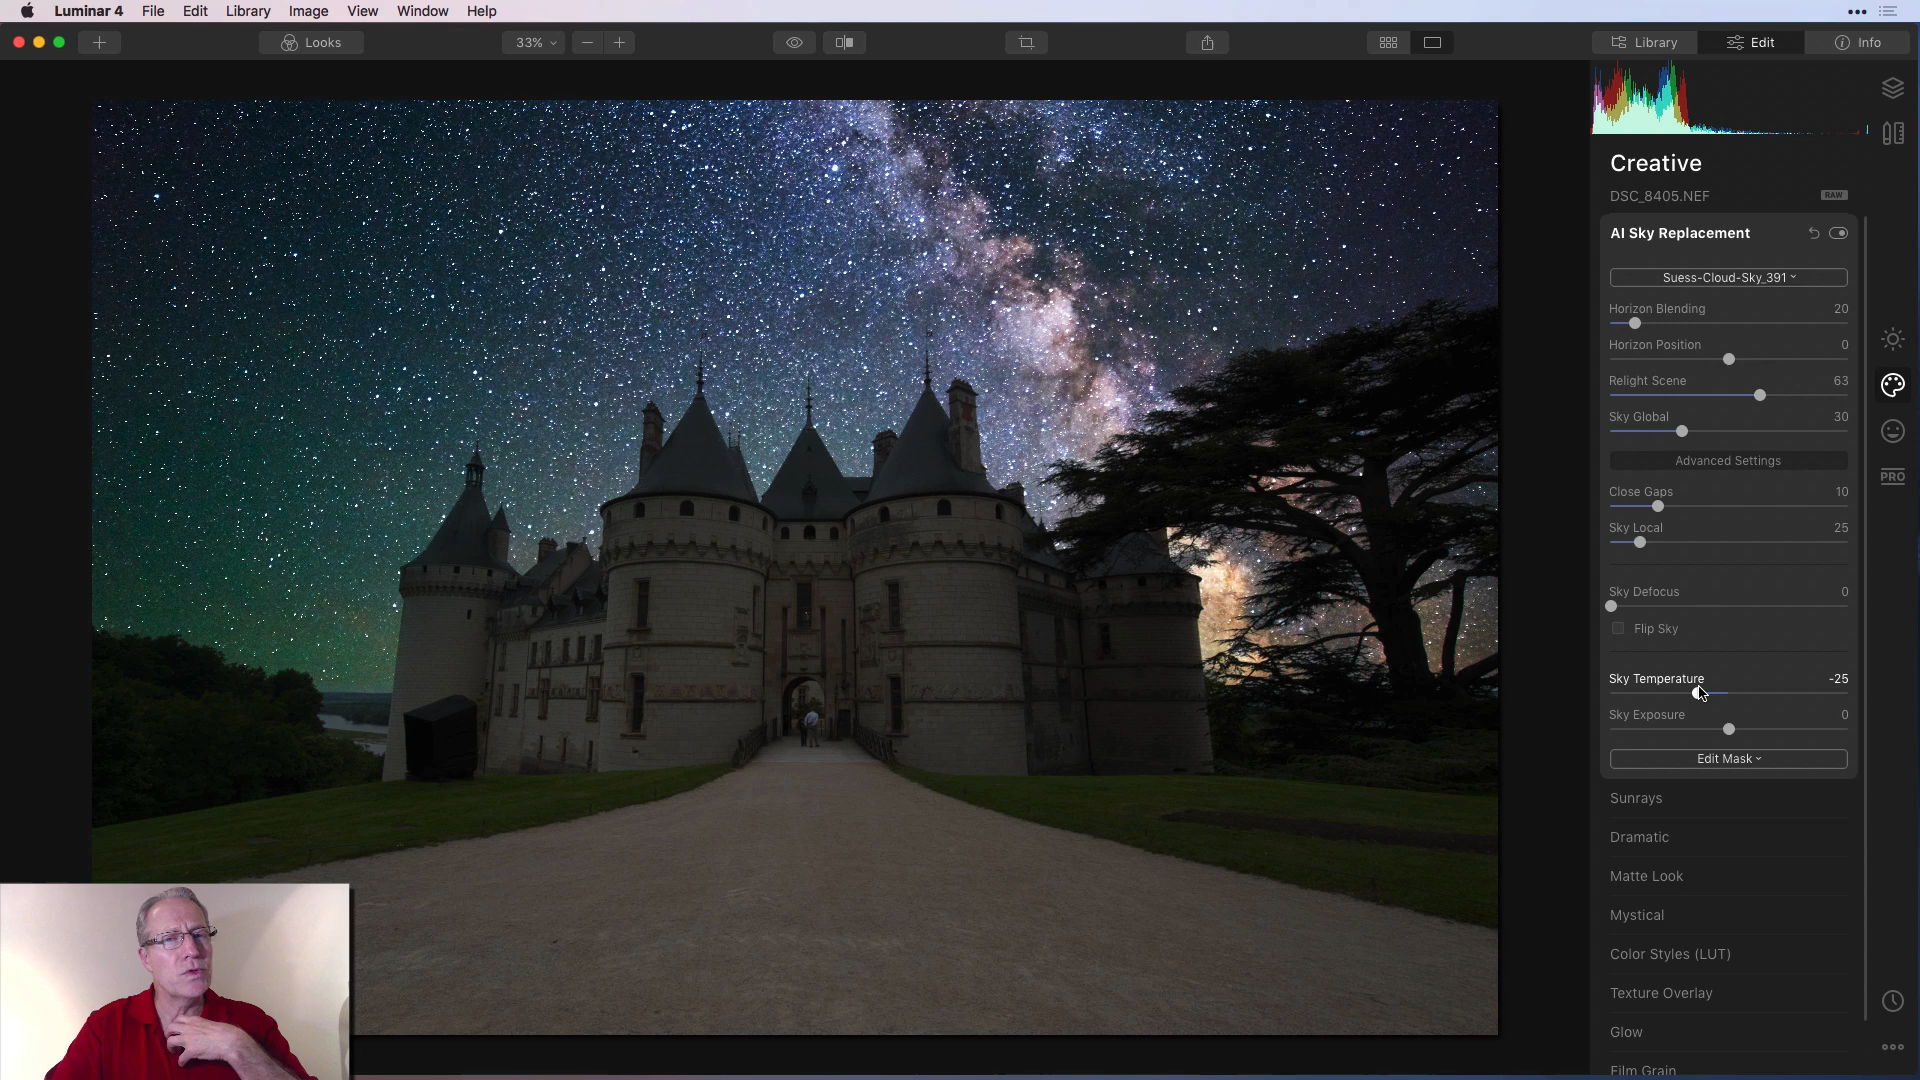 Luminar 4 File Edit Library Image View Window Help
Looks
33%
Library Edit Info
Creative
DSC_8405.NEF RAW
AI Sky Replacement
Suess-Cloud-Sky_391
Horizon Blending 20
Horizon Position 0
Relight Scene 63
Sky Global 30
Advanced Settings
Close Gaps 10
Sky Local 25
Sky Defocus 0
Flip Sky
Sky Temperature -25
Sky Exposure 0
Edit Mask
PRO
Sunrays
Dramatic
Matte Look
Mystical
Color Styles (LUT)
Texture Overlay
Glow
Film Grain